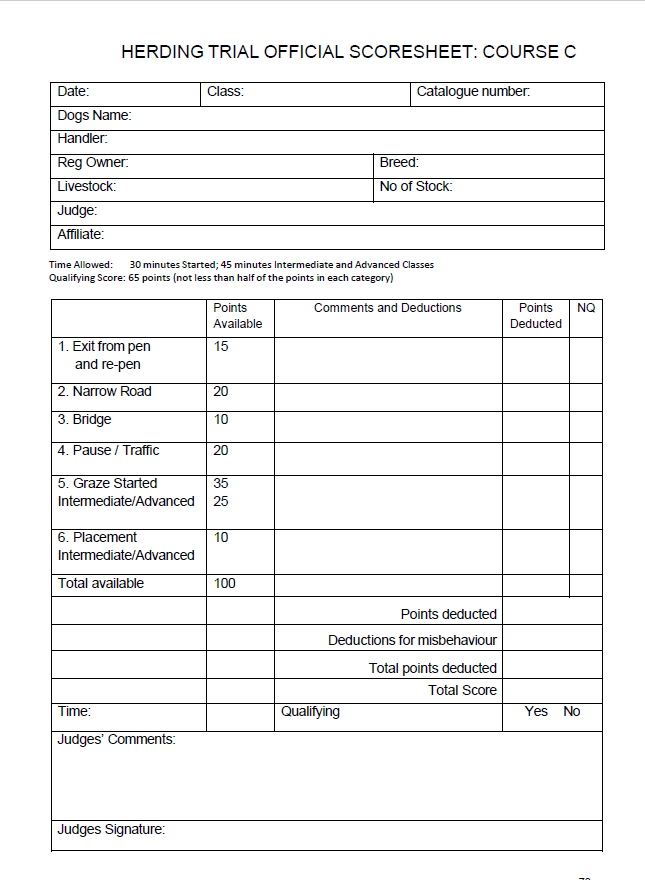 HERDING TRIAL OFFICIAL SCORESHEET: COURSE C
Date: Class: Catalogue number:
Dogs Name:
Handler:
Reg Owner: Breed:
Livestock: No of Stock:
Judge:
Affiliate:
Time Allowed: 30 minutes Started; 45 minutes Intermediate and Advanced Classes
Qualifying Score: 65 points (not less than half of the points in each category)
Points Available Comments and Deductions Points Deducted NQ
1. Exit from pen 15
and re-pen
2. Narrow Road 20
3. Bridge 10
4. Pause / Traffic 20
5. Graze Started 35
Intermediate/Advanced 25
6. Placement 10
Intermediate/Advanced
Total available 100
Points deducted
Deductions for misbehaviour
Total points deducted
Total Score
Time: Qualifying Yes No
Judges' Comments:
Judges Signature: